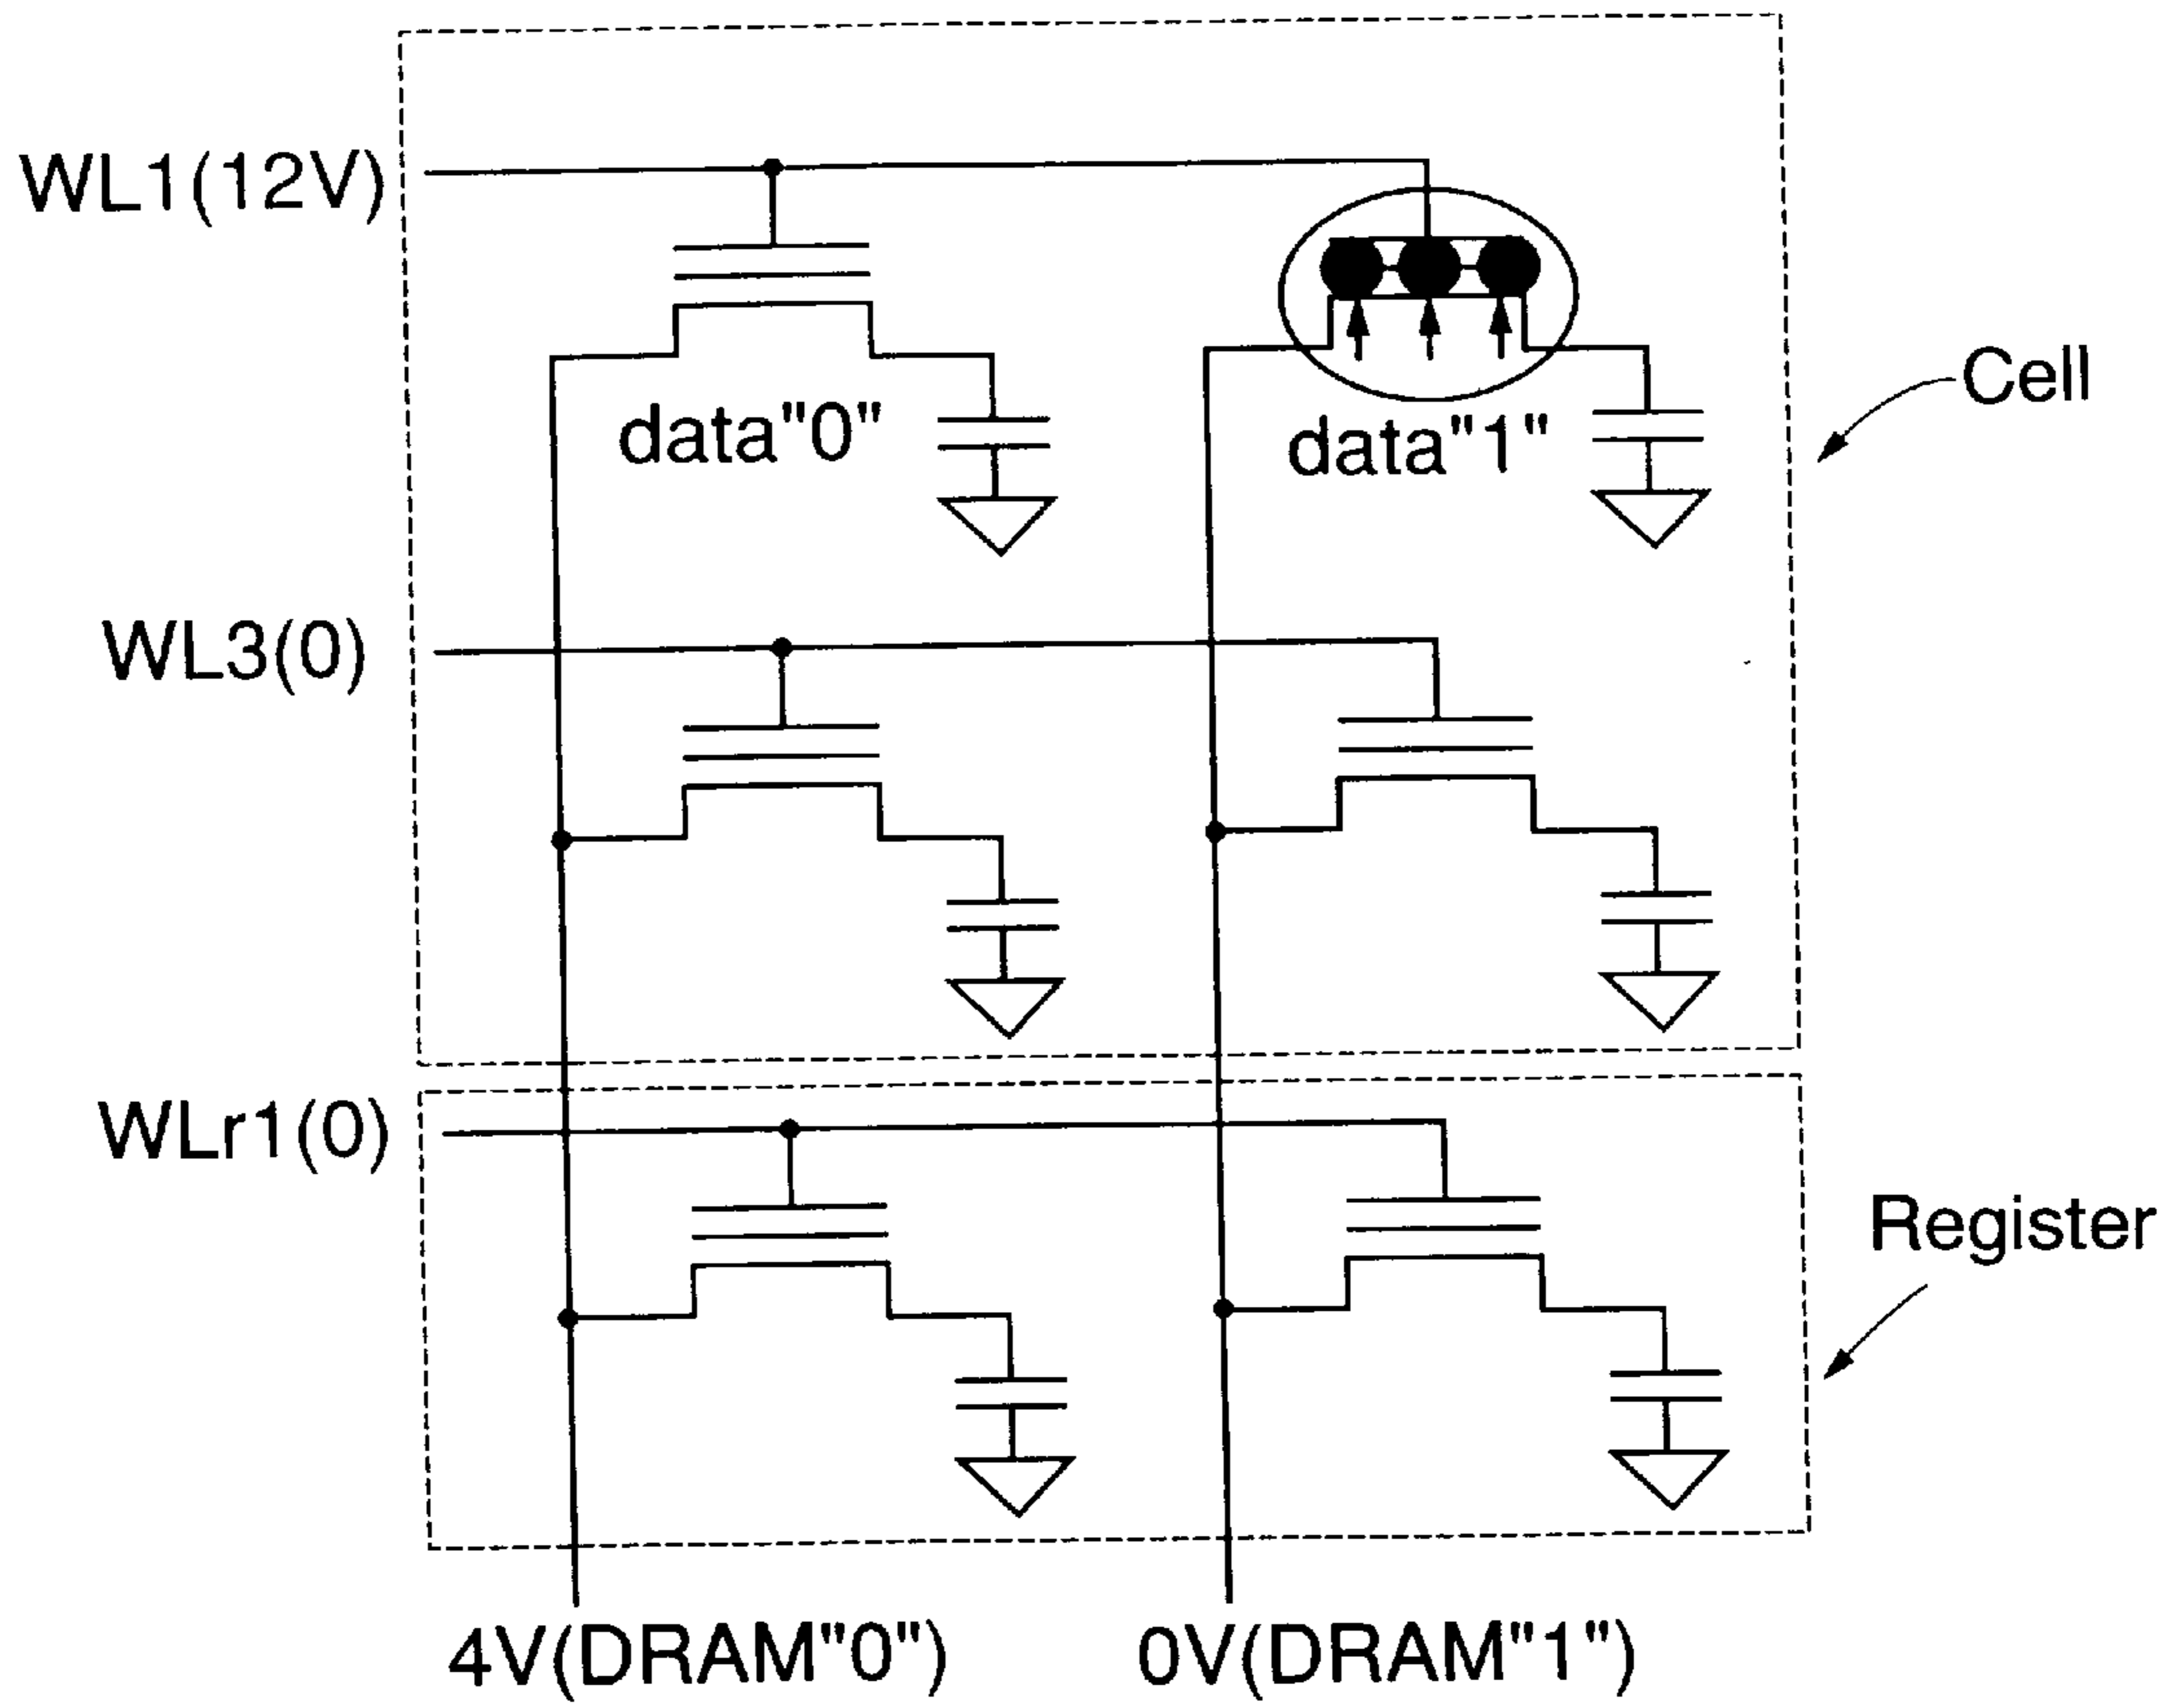 WL1(12V)
Cell
data"0"
data"1"
WL3(0)
WLr1(0)
Register
4V(DRAM"0")
0V(DRAM"1")